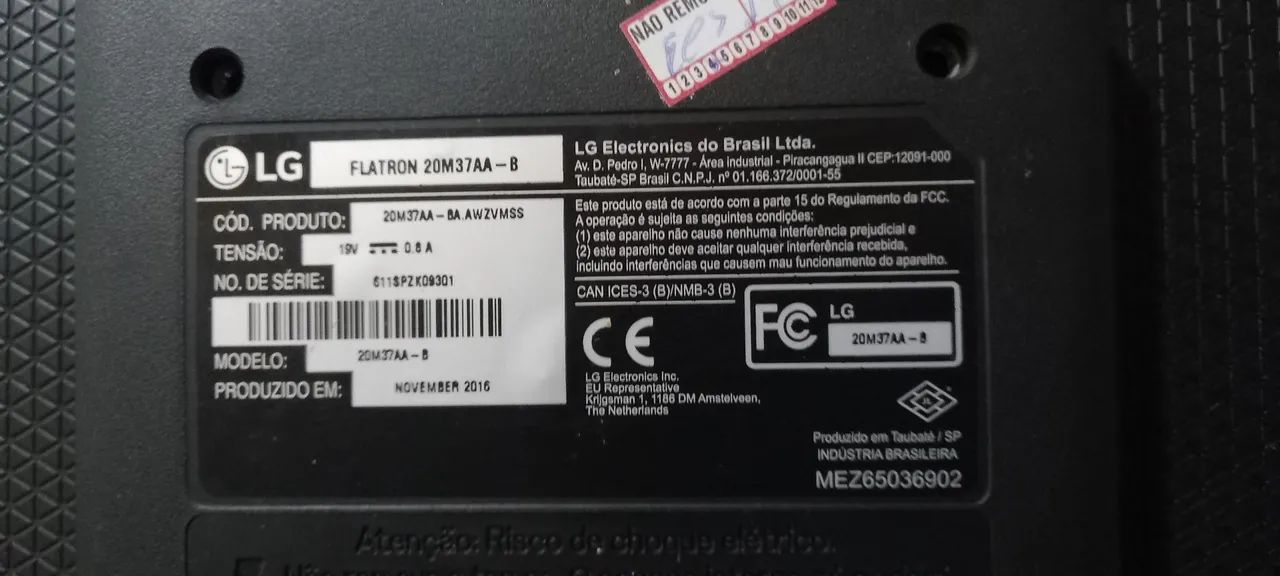 NAO REMO
1 2 3 4 5 6 7 8 9 10 11 12
LG FLATRON 20M37AA-B
LG Electronics do Brasil Ltda.
Av. D. Pedro I, W-7777 - Área Industrial - Piracangagua II CEP:12091-000
Taubaté-SP Brasil C.N.P.J. nº 01.166.372/0001-55
CÓD. PRODUTO: 20M37AA-BA.AWZVMSS
TENSÃO: 19V 0.8 A
NO. DE SÉRIE: 611SPZK09301
MODELO: 20M37AA-B
PRODUZIDO EM: NOVEMBER 2016
Este produto está de acordo com a parte 15 do Regulamento da FCC.
A operação é sujeita as seguintes condições:
(1) este aparelho não cause nenhuma interferência prejudicial e
(2) este aparelho deve aceitar qualquer interferência recebida,
incluindo interferências que causem mau funcionamento do aparelho.
CAN ICES-3 (B)/NMB-3 (B)
CE
FC LG
20M37AA-B
LG Electronics Inc.
EU Representative
Krijgsman 1, 1186 DM Amstelveen,
The Netherlands
Produzido em Taubaté / SP
INDÚSTRIA BRASILEIRA
MEZ65036902
Atenção: Risco de choque elétrico.